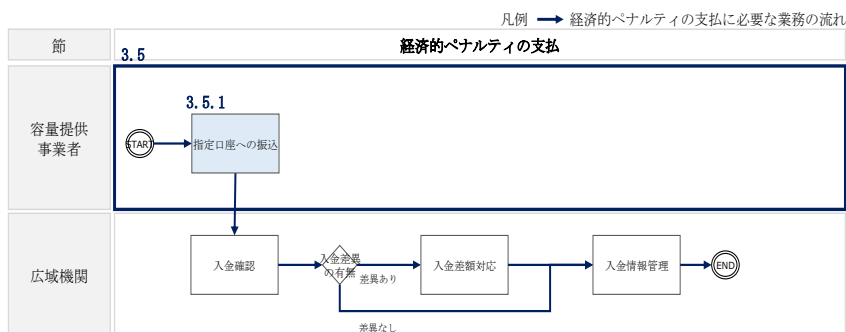 凡例 経済的ペナルティの支払に必要な業務の流れ
節
経済的ペナルティの支払
3.5
容量提供
事業者
3.5.1
START
指定口座への振込
広域機関
入金確認
入金差異
の有無
差異あり
入金差額対応
入金情報管理
END
差異なし